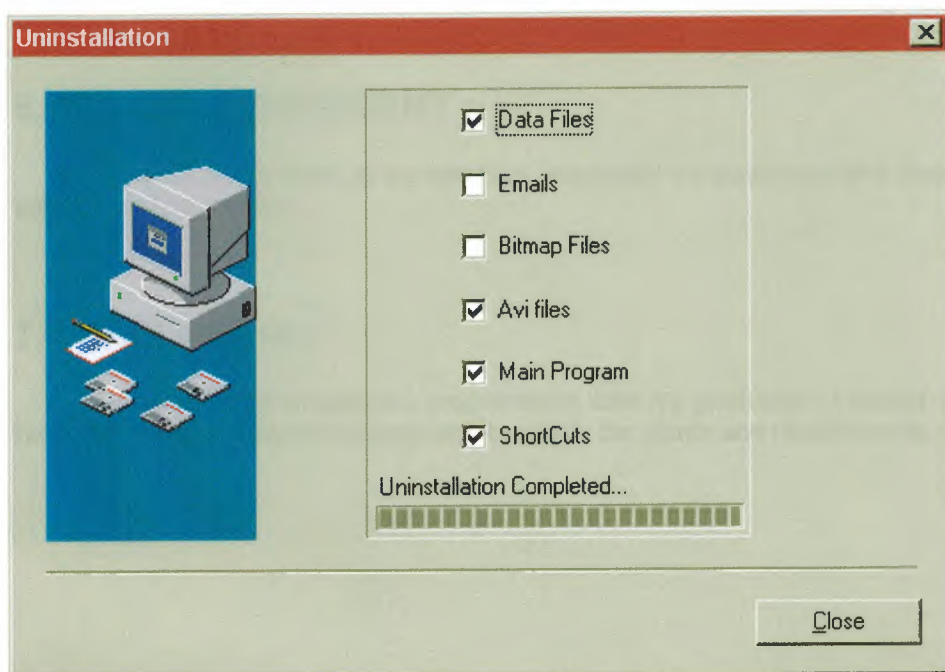 Uninstallation
Data Files
Emails
Bitmap Files
Avi files
Main Program
ShortCuts
Uninstallation Completed...
Close